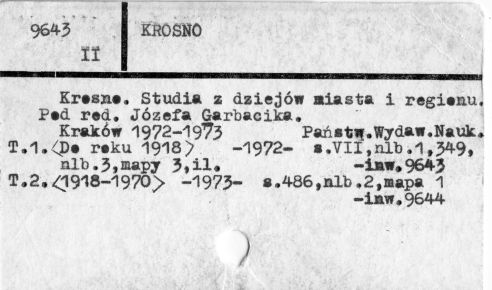 9643
II
KROSNO
Krosno. Studia z dziejów miasta i regionu.
Pod red. Józefa Garbacika.
Kraków 1972-1973 Państw.Wydaw.Nauk.
T.1.<Do roku 1918> -1972- s.VII,nlb.1,349,
nlb.3,mapy 3,il. -inw.9643
T.2.<1918-1970> -1973- s.486,nlb.2,mapa 1
-inw.9644